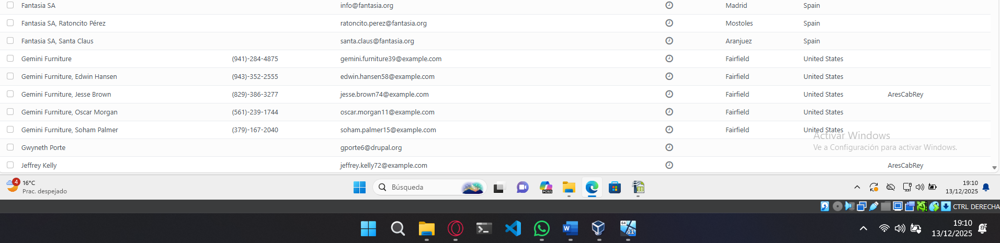 Fantasia SA info@fantasia.org Madrid Spain
Fantasia SA, Ratoncito Pérez ratoncito.perez@fantasia.org Mostoles Spain
Fantasia SA, Santa Claus santa.claus@fantasia.org Aranjuez Spain
Gemini Furniture (941)-284-4875 gemini.furniture39@example.com Fairfield United States
Gemini Furniture, Edwin Hansen (943)-352-2555 edwin.hansen58@example.com Fairfield United States
Gemini Furniture, Jesse Brown (829)-386-3277 jesse.brown74@example.com Fairfield United States AresCabRey
Gemini Furniture, Oscar Morgan (561)-239-1744 oscar.morgan11@example.com Fairfield United States
Gemini Furniture, Soham Palmer (379)-167-2040 soham.palmer15@example.com Fairfield United States
Activar Windows
Gwyneth Porte gporte6@drupal.org
Ve a Configuración para activar Windows.
Jeffrey Kelly jeffrey.kelly72@example.com AresCabRey
4 16°C
Prac. despejado
Búsqueda
M365
19:10
13/12/2025
CTRL DERECHA
64
11
19:10
13/12/2025